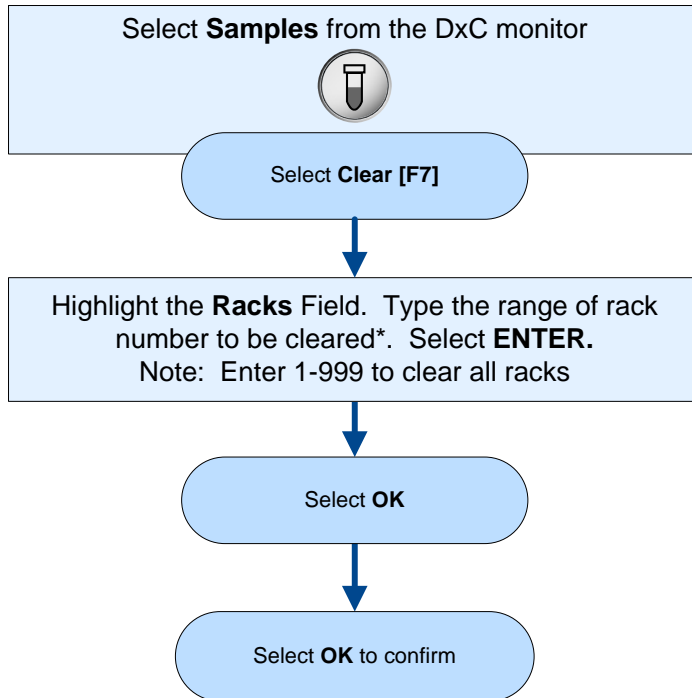 Select Samples from the DxC monitor
Select Clear [F7]
Highlight the Racks Field. Type the range of rack
number to be cleared*. Select ENTER.
Note: Enter 1-999 to clear all racks
Select OK
Select OK to confirm